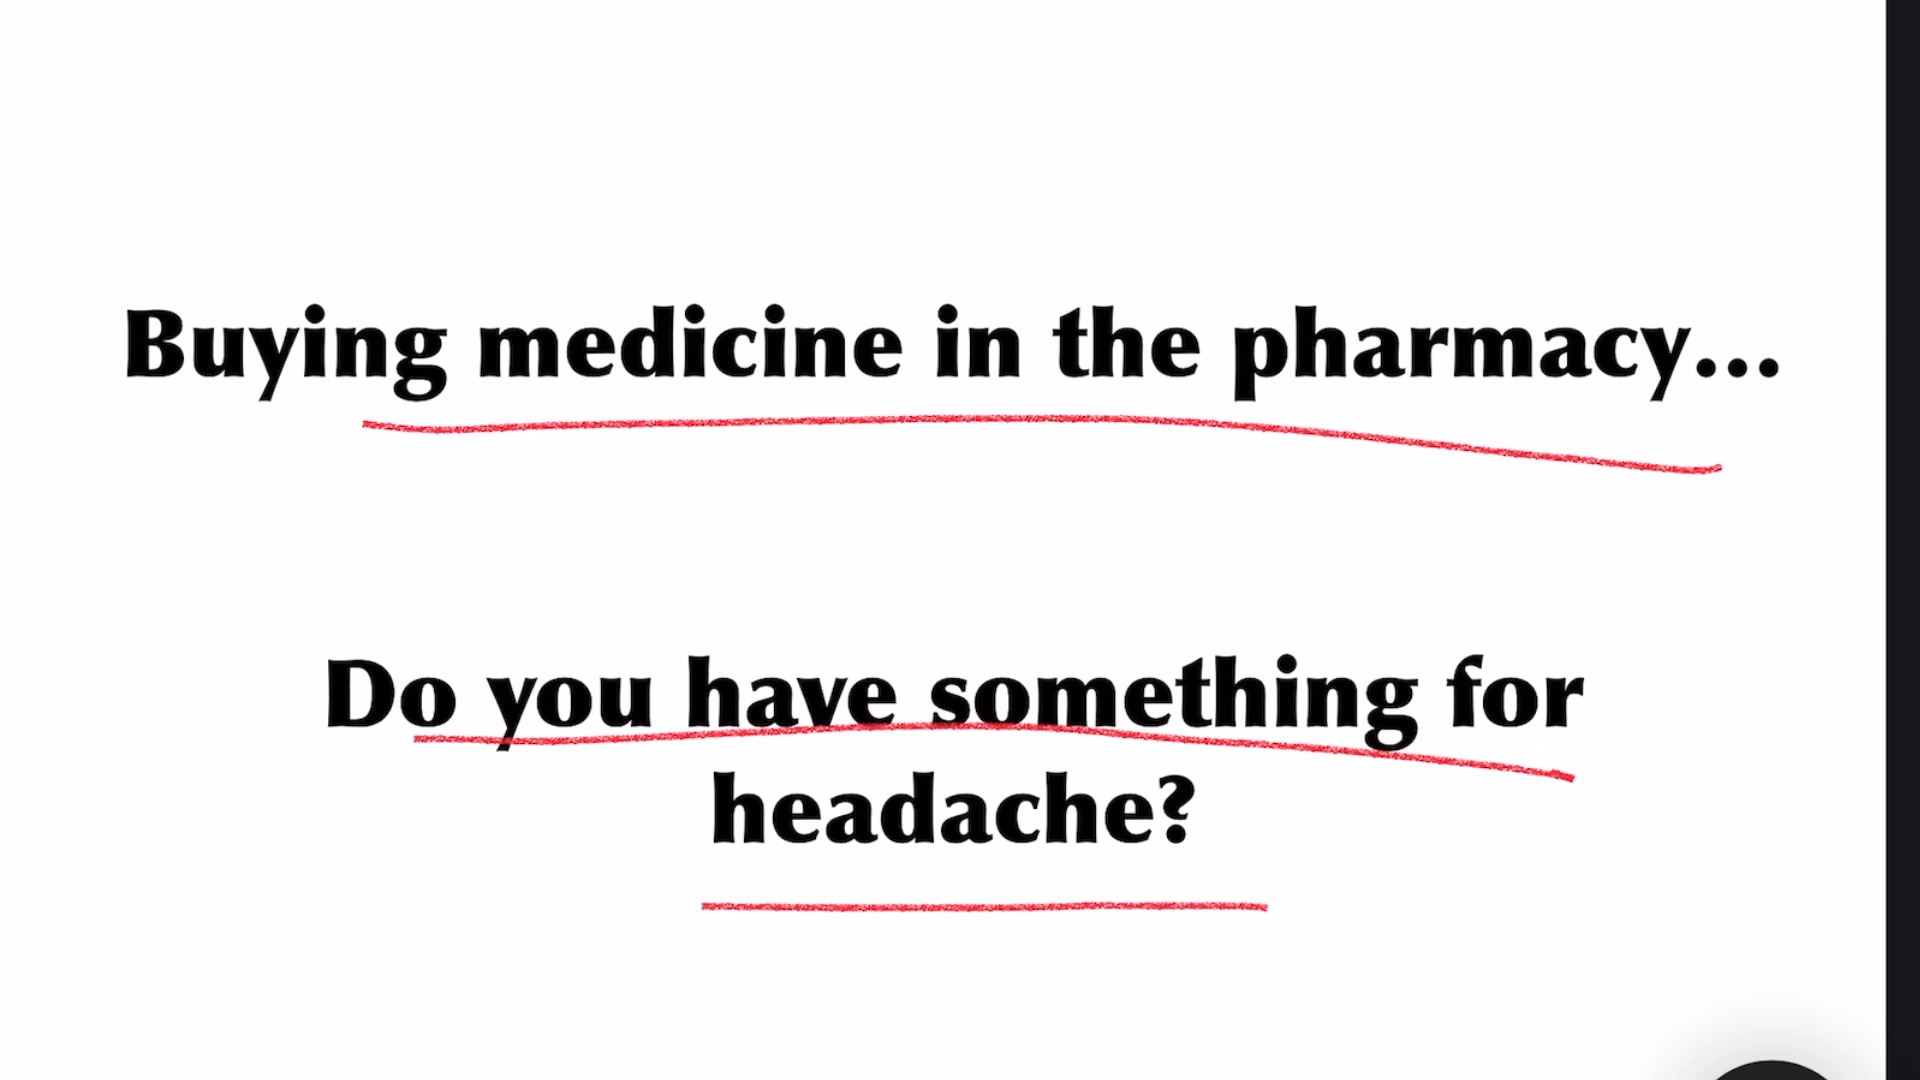 Buying medicine in the pharmacy...
Do you have something for
headache?